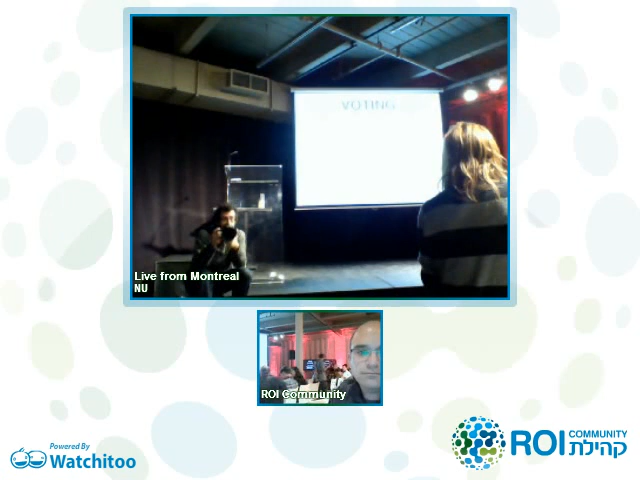 VOTING
Live from Montreal
NU
ROI Community
Powered By
Watchitoo
ROI COMMUNITY
קהילת